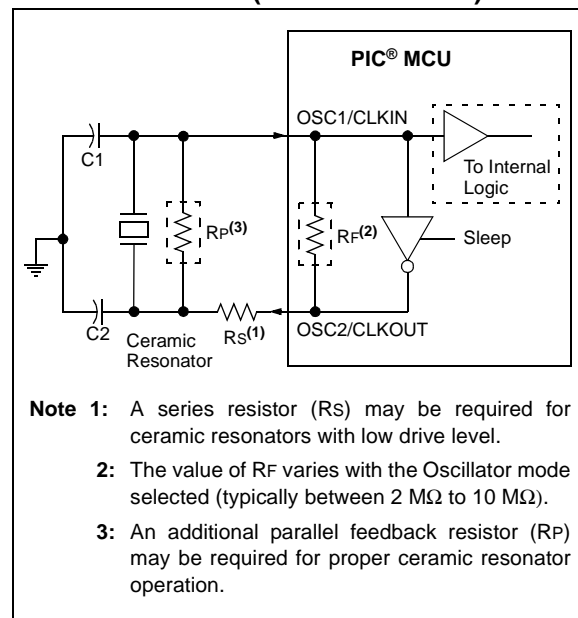 PIC® MCU
OSC1/CLKIN
C1
To Internal
Logic
RP(3)
RF(2)
Sleep
C2
Ceramic
Resonator
RS(1)
OSC2/CLKOUT
Note 1: A series resistor (RS) may be required for
ceramic resonators with low drive level.
2: The value of RF varies with the Oscillator mode
selected (typically between 2 MΩ to 10 MΩ).
3: An additional parallel feedback resistor (RP)
may be required for proper ceramic resonator
operation.